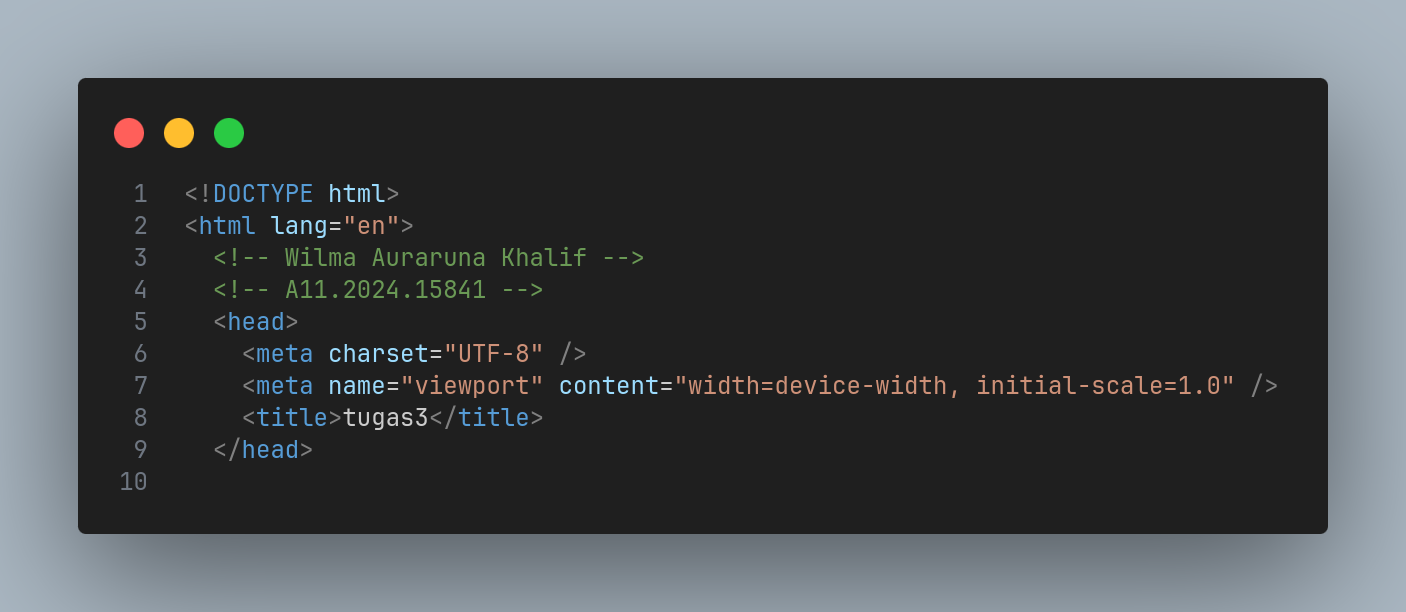 1 <!DOCTYPE html>
2 <html lang="en">
3   <!-- Wilma Auraruna Khalif -->
4   <!-- A11.2024.15841 -->
5   <head>
6     <meta charset="UTF-8" />
7     <meta name="viewport" content="width=device-width, initial-scale=1.0" />
8     <title>tugas3</title>
9   </head>
10